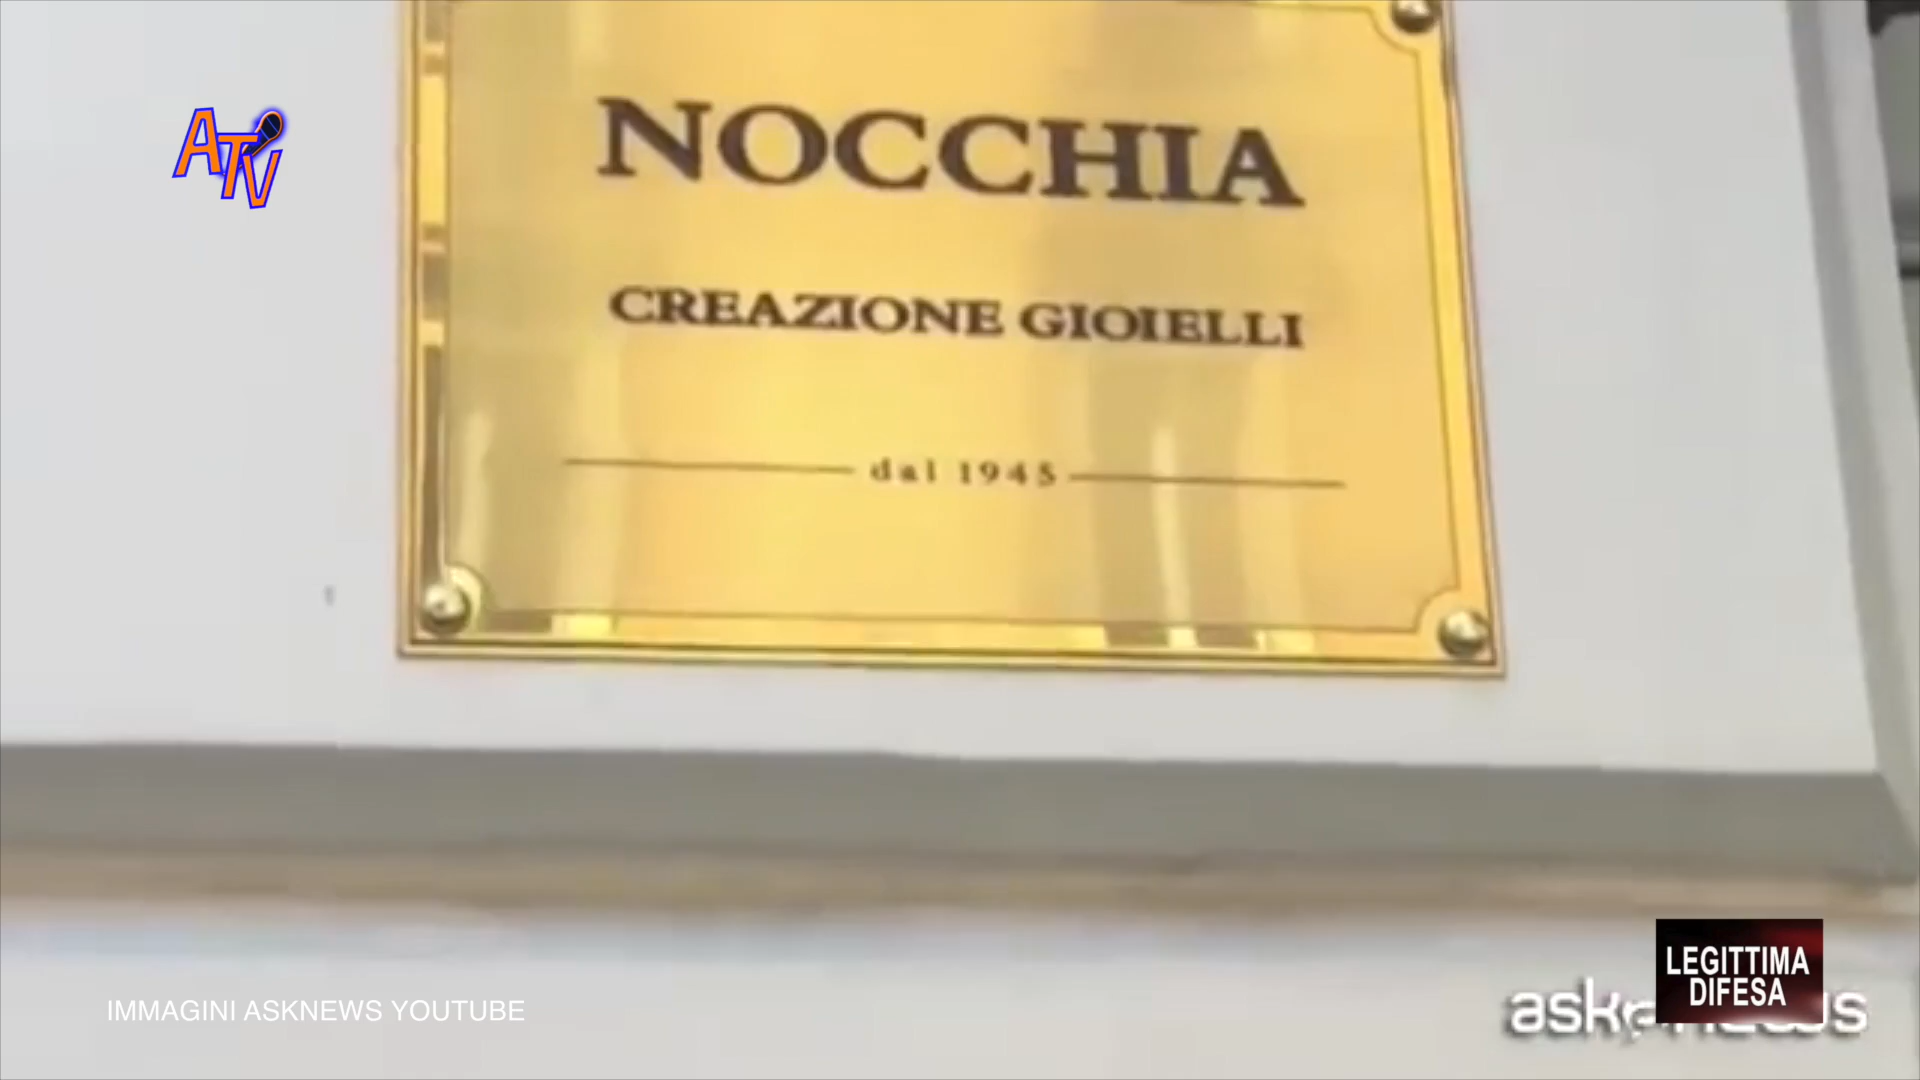 ATV
NOCCHIA
CREAZIONE GIOIELLI
dal 1945
LEGITTIMA
DIFESA
IMMAGINI ASKNEWS YOUTUBE